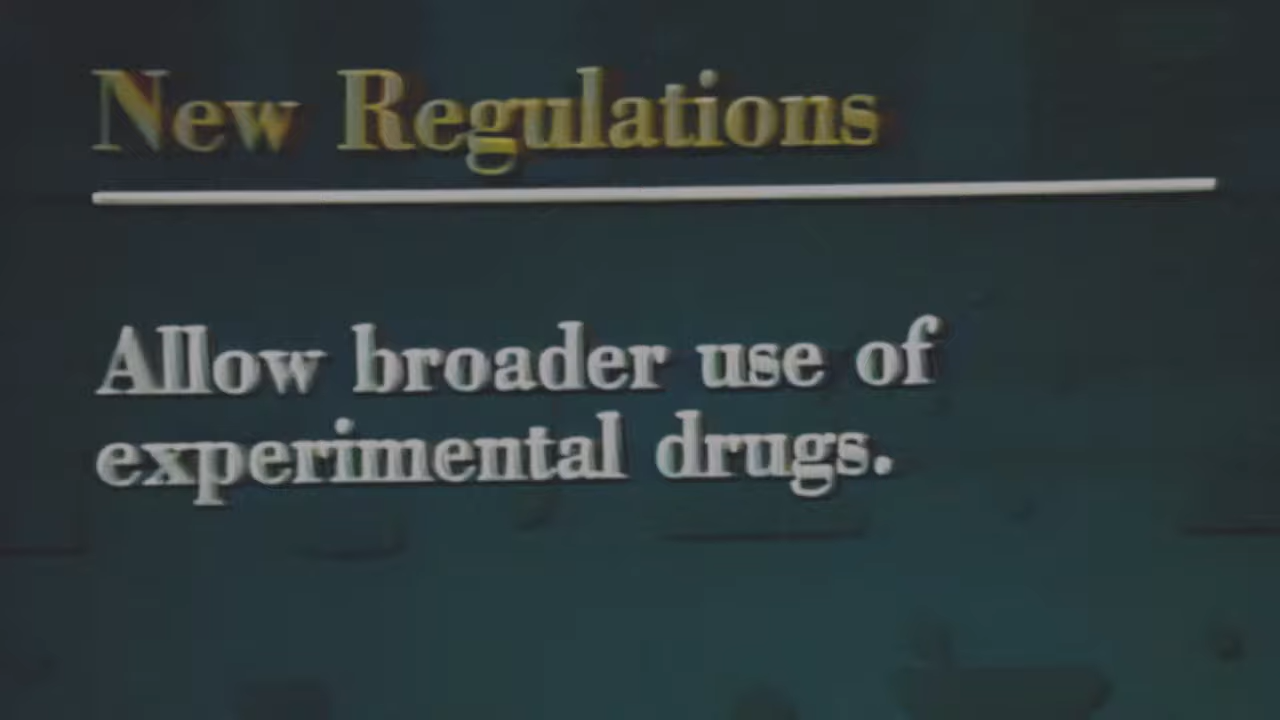 New Regulations
Allow broader use of
experimental drugs.